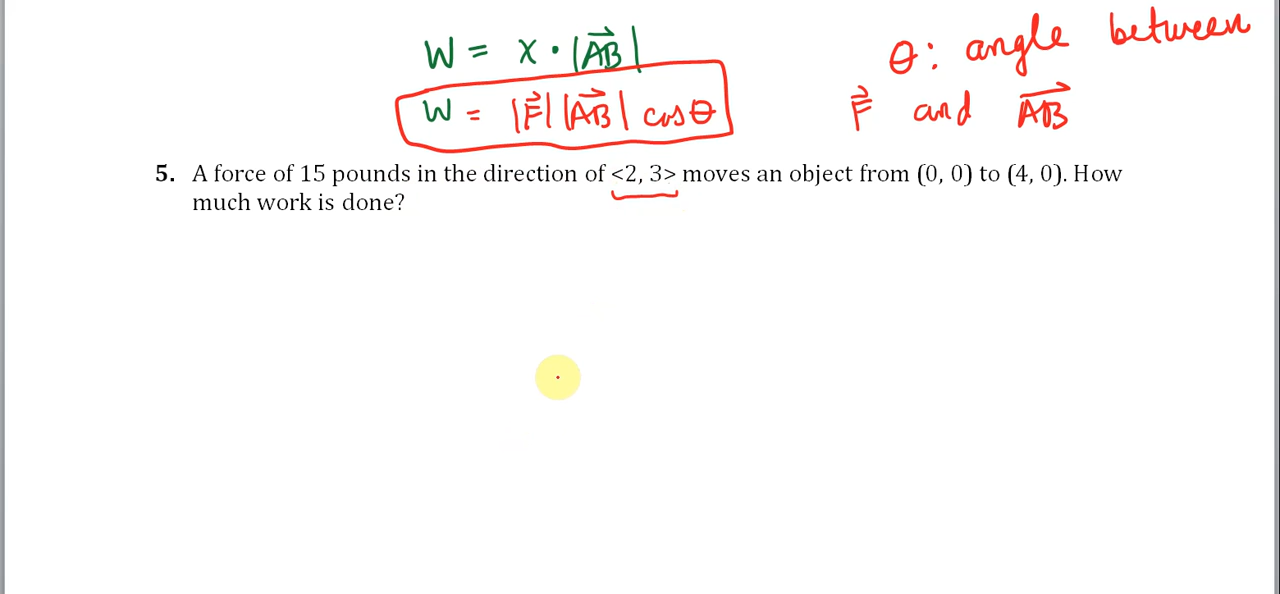 W = x · |AB|
θ: angle between
W = |F| |AB| cos θ
F and AB
5. A force of 15 pounds in the direction of <2, 3> moves an object from (0, 0) to (4, 0). How
much work is done?